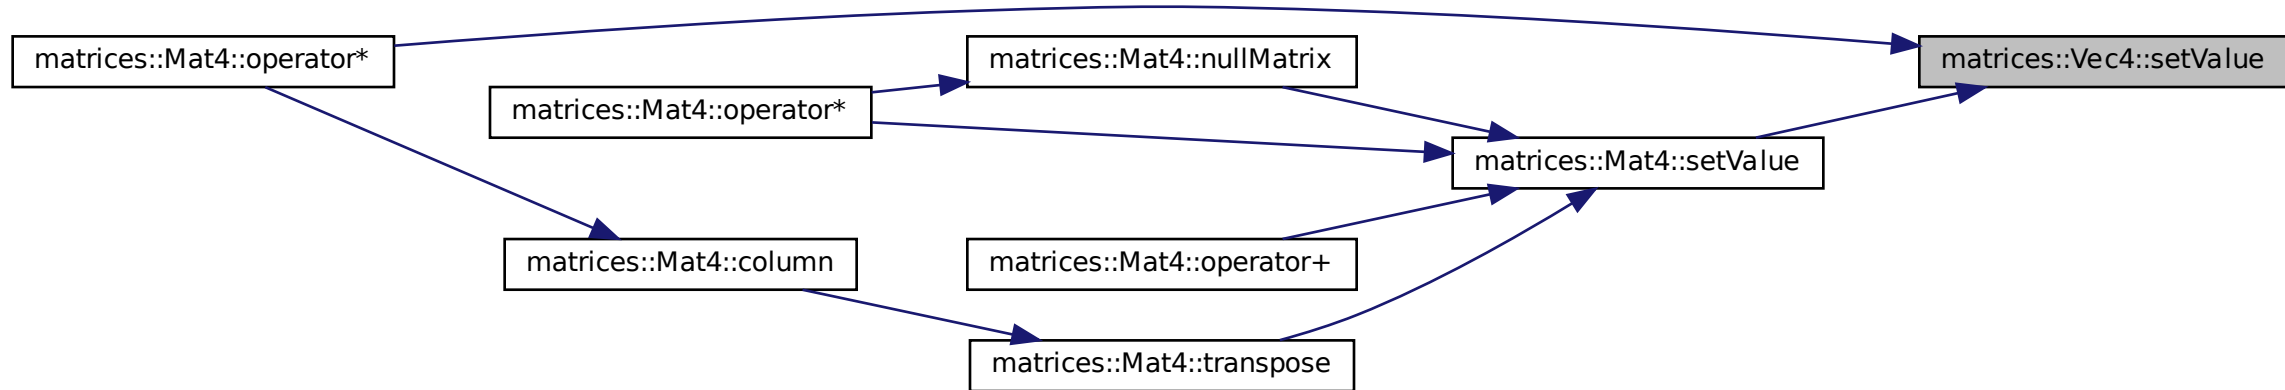 matrices::Mat4::operator*
matrices::Mat4::nullMatrix
matrices::Vec4::setValue
matrices::Mat4::operator*
matrices::Mat4::setValue
matrices::Mat4::column
matrices::Mat4::operator+
matrices::Mat4::transpose